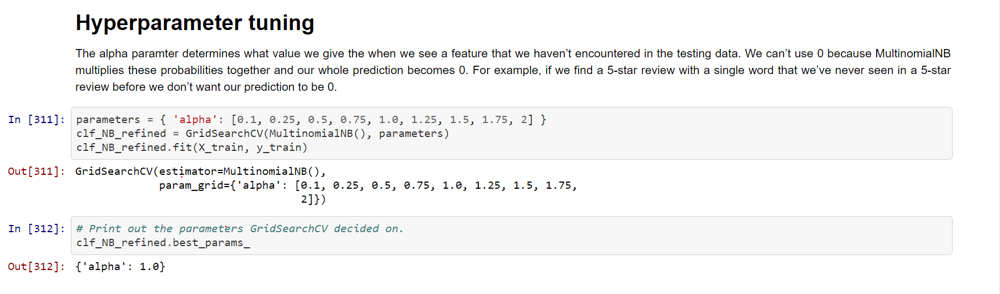 Hyperparameter tuning
The alpha paramter determines what value we give the when we see a feature that we haven’t encountered in the testing data. We can’t use 0 because MultinomialNB
multiplies these probabilities together and our whole prediction becomes 0. For example, if we find a 5-star review with a single word that we’ve never seen in a 5-star
review before we don’t want our prediction to be 0.
In [311]: parameters = { 'alpha': [0.1, 0.25, 0.5, 0.75, 1.0, 1.25, 1.5, 1.75, 2] }
clf_NB_refined = GridSearchCV(MultinomialNB(), parameters)
clf_NB_refined.fit(X_train, y_train)
Out[311]: GridSearchCV(estimator=MultinomialNB(),
param_grid={'alpha': [0.1, 0.25, 0.5, 0.75, 1.0, 1.25, 1.5, 1.75,
2]})
In [312]: # Print out the parameters GridSearchCV decided on.
clf_NB_refined.best_params_
Out[312]: {'alpha': 1.0}